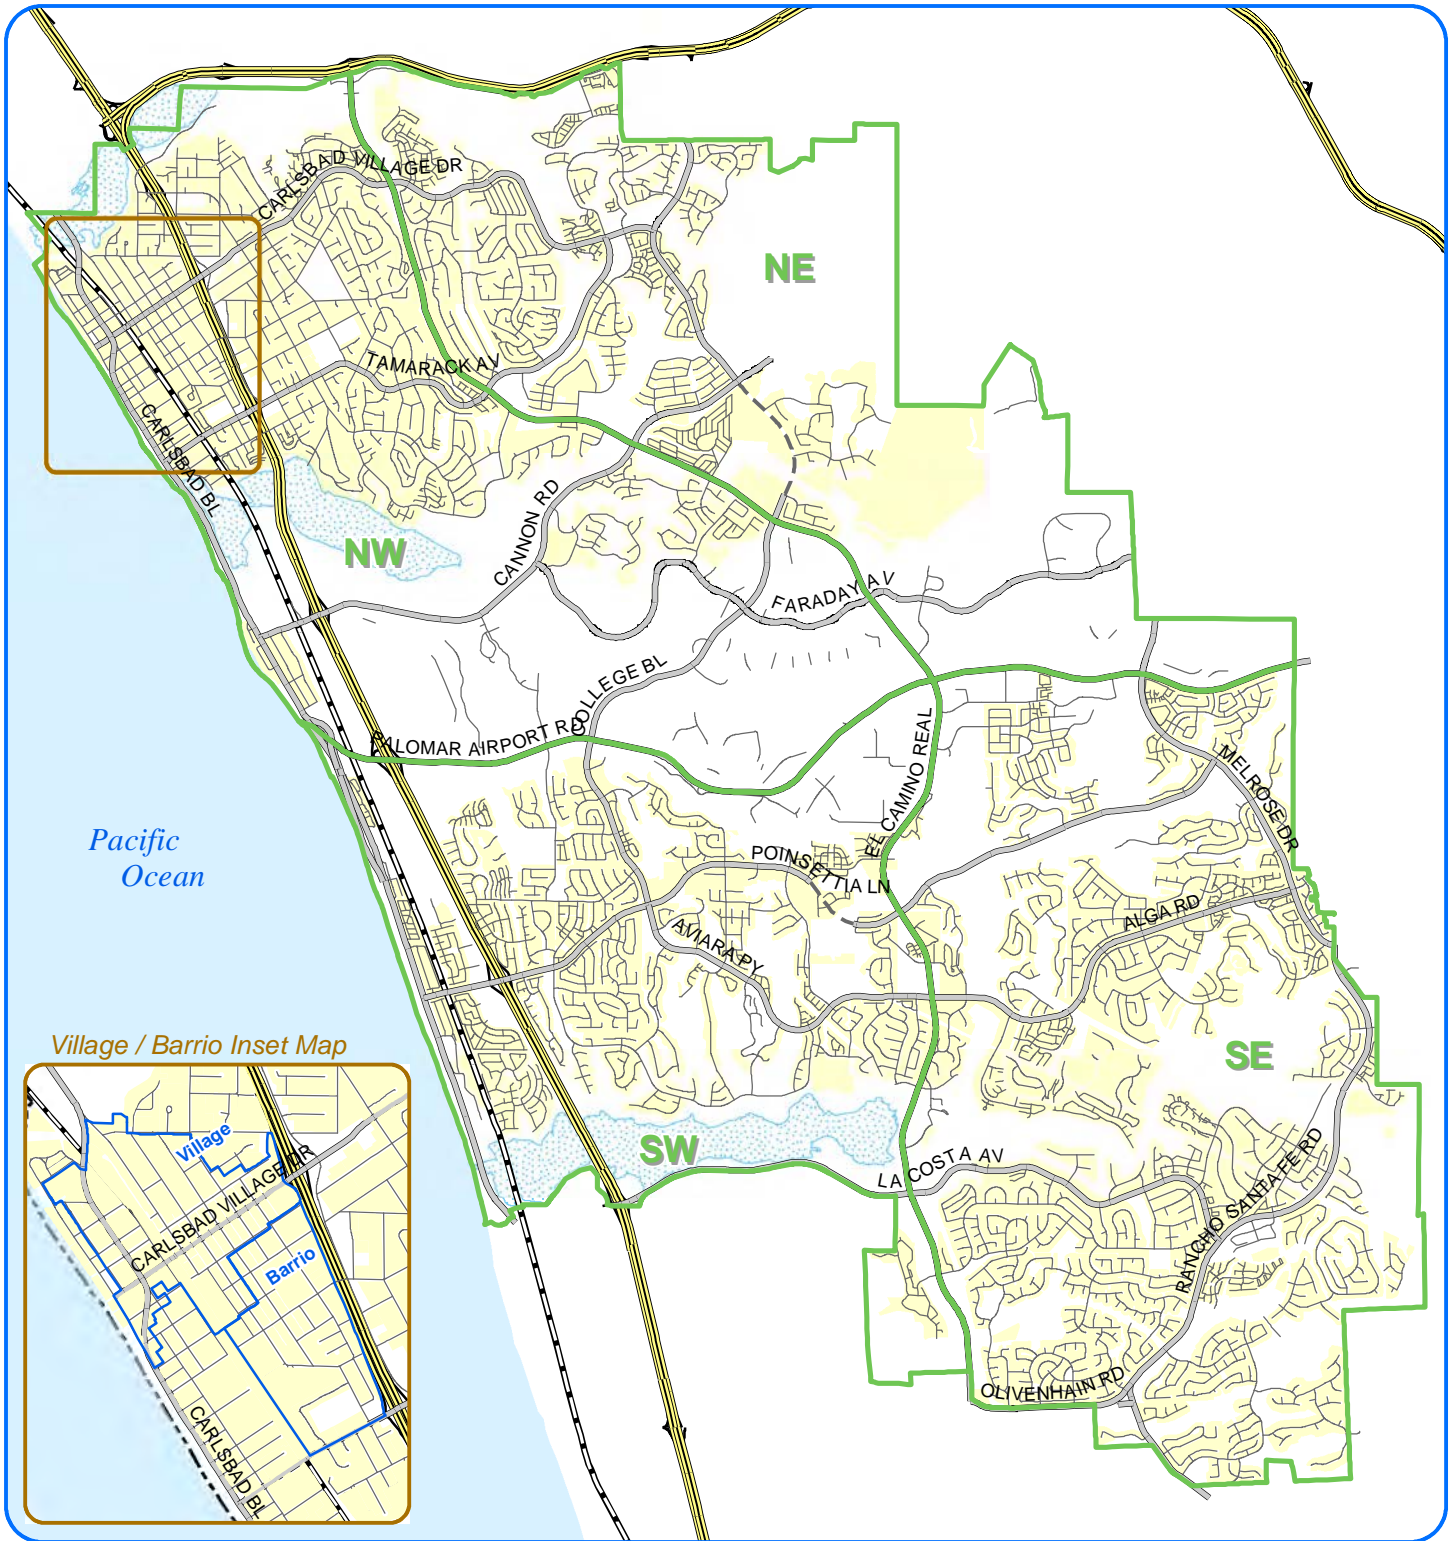 CARLSBAD VILLAGE DR
NE
TAMARACK AV
CARLSBAD BL
NW
CANNON RD
FARADAY AV
COLLEGE BL
PALOMAR AIRPORT RD
EL CAMINO REAL
MELROSE DR
Pacific
Ocean
POINSETTIA LN
ALGA RD
AVIARA PY
Village / Barrio Inset Map
SE
SW
LA COSTA AV
RANCHO SANTA FE RD
OLIVENHAIN RD
Village
CARLSBAD VILLAGE DR
Barrio
CARLSBAD BL